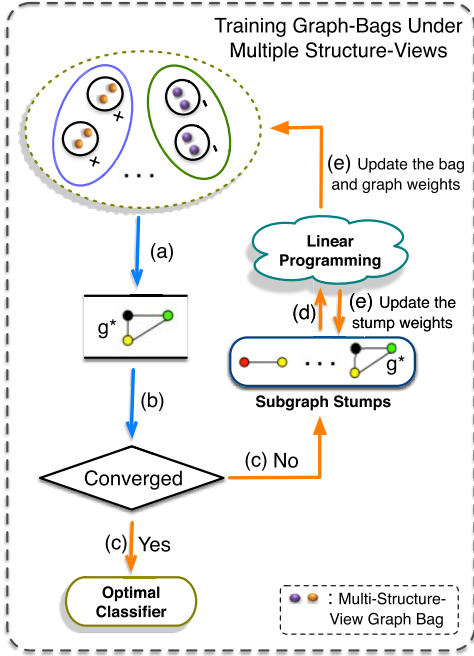 Training Graph-Bags Under
Multiple Structure-Views
+
-
+
-
. . .
(a)
(e) Update the bag
and graph weights
Linear
Programming
g*
(d)
(e) Update the
stump weights
. . .
g*
Subgraph Stumps
(b)
Converged
(c) No
(c) Yes
Optimal
Classifier
: Multi-Structure-
View Graph Bag